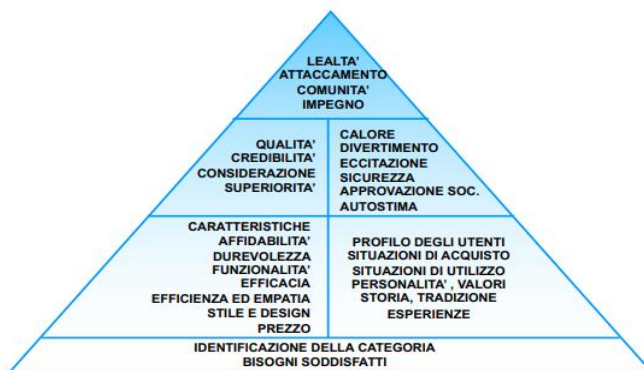 LEALTA'
ATTACCAMENTO
COMUNITA'
IMPEGNO
QUALITA'
CREDIBILITA'
CONSIDERAZIONE
SUPERIORITA'
CALORE
DIVERTIMENTO
ECCITAZIONE
SICUREZZA
APPROVAZIONE SOC.
AUTOSTIMA
CARATTERISTICHE
AFFIDABILITA'
DUREVOLEZZA
FUNZIONALITA'
EFFICACIA
EFFICIENZA ED EMPATIA
STILE E DESIGN
PREZZO
PROFILO DEGLI UTENTI
SITUAZIONI DI ACQUISTO
SITUAZIONI DI UTILIZZO
PERSONALITA' , VALORI
STORIA, TRADIZIONE
ESPERIENZE
IDENTIFICAZIONE DELLA CATEGORIA
BISOGNI SODDISFATTI